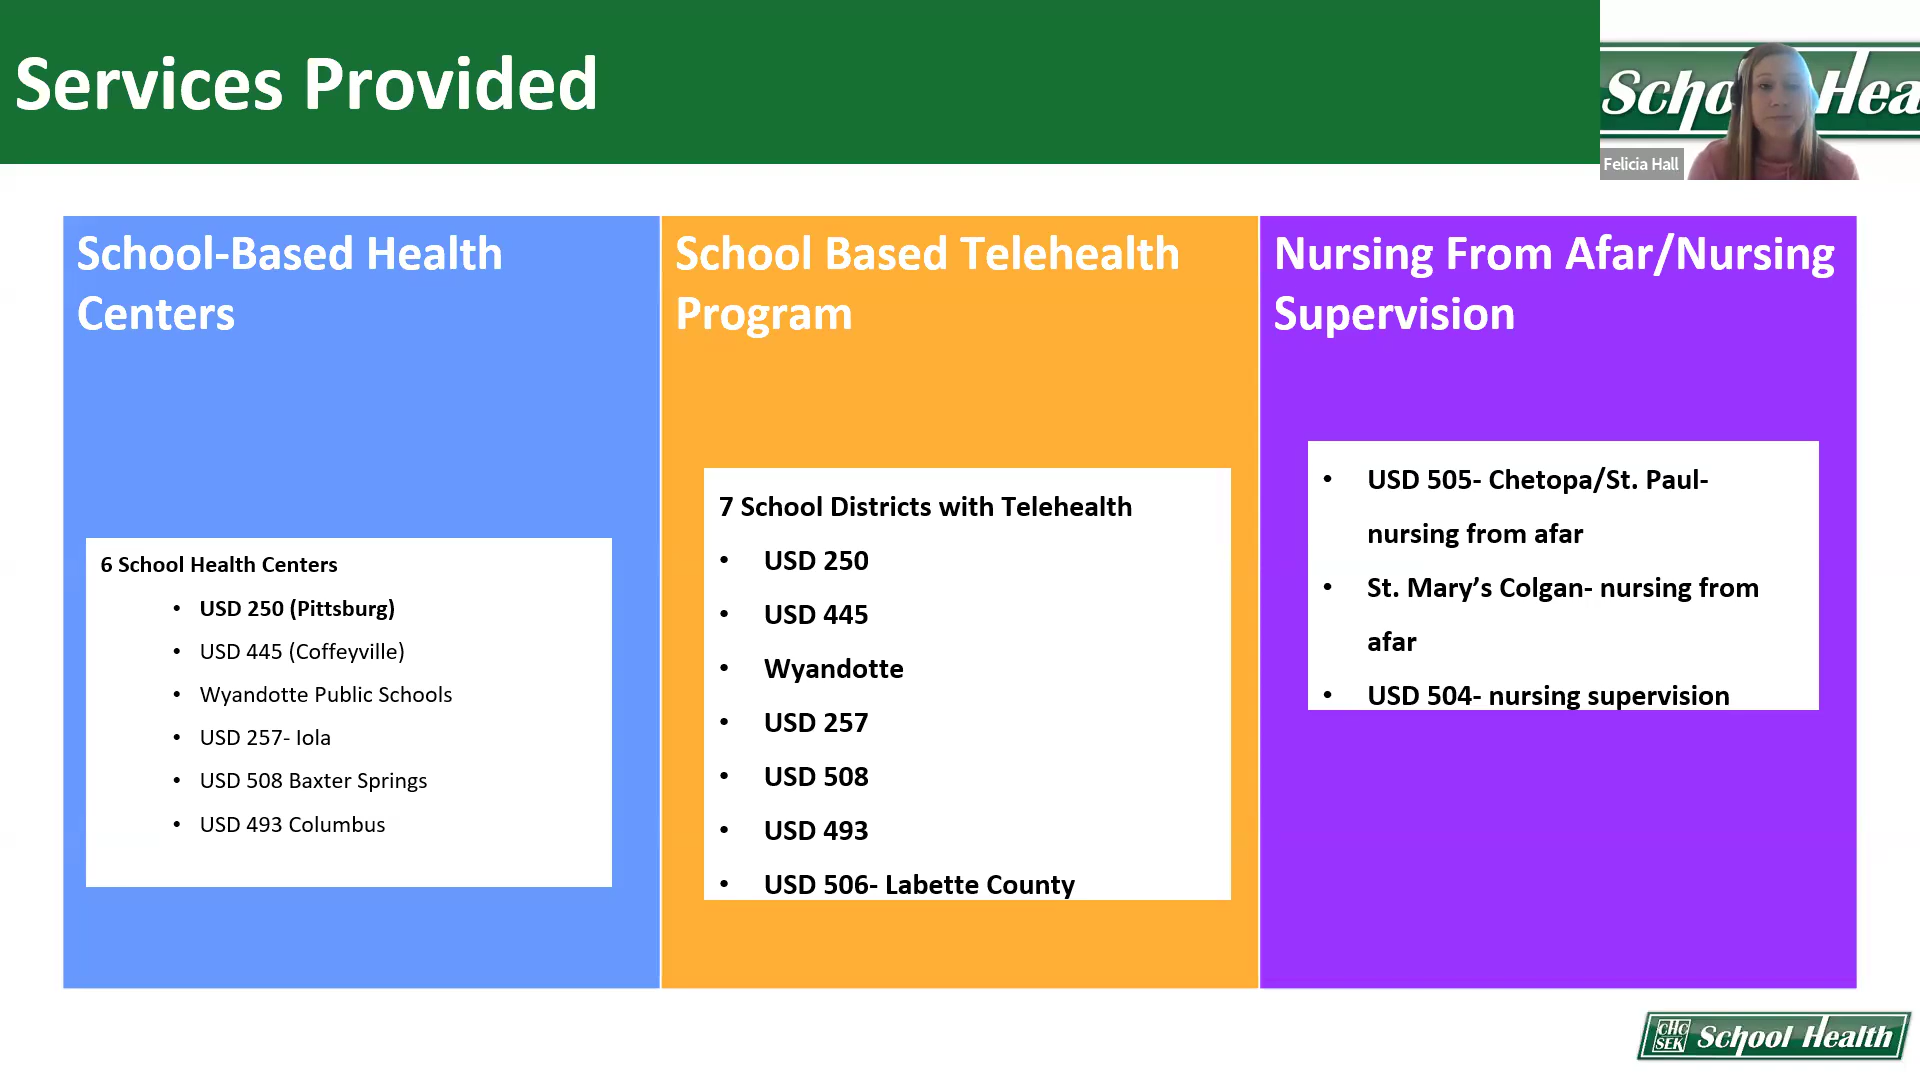 Services Provided
Scho Hea
Felicia Hall
School-Based Health
Centers
6 School Health Centers
• USD 250 (Pittsburg)
• USD 445 (Coffeyville)
• Wyandotte Public Schools
• USD 257- Iola
• USD 508 Baxter Springs
• USD 493 Columbus
School Based Telehealth
Program
7 School Districts with Telehealth
• USD 250
• USD 445
• Wyandotte
• USD 257
• USD 508
• USD 493
• USD 506- Labette County
Nursing From Afar/Nursing
Supervision
• USD 505- Chetopa/St. Paul-
nursing from afar
• St. Mary’s Colgan- nursing from
afar
• USD 504- nursing supervision
CHC
SEK
School Health